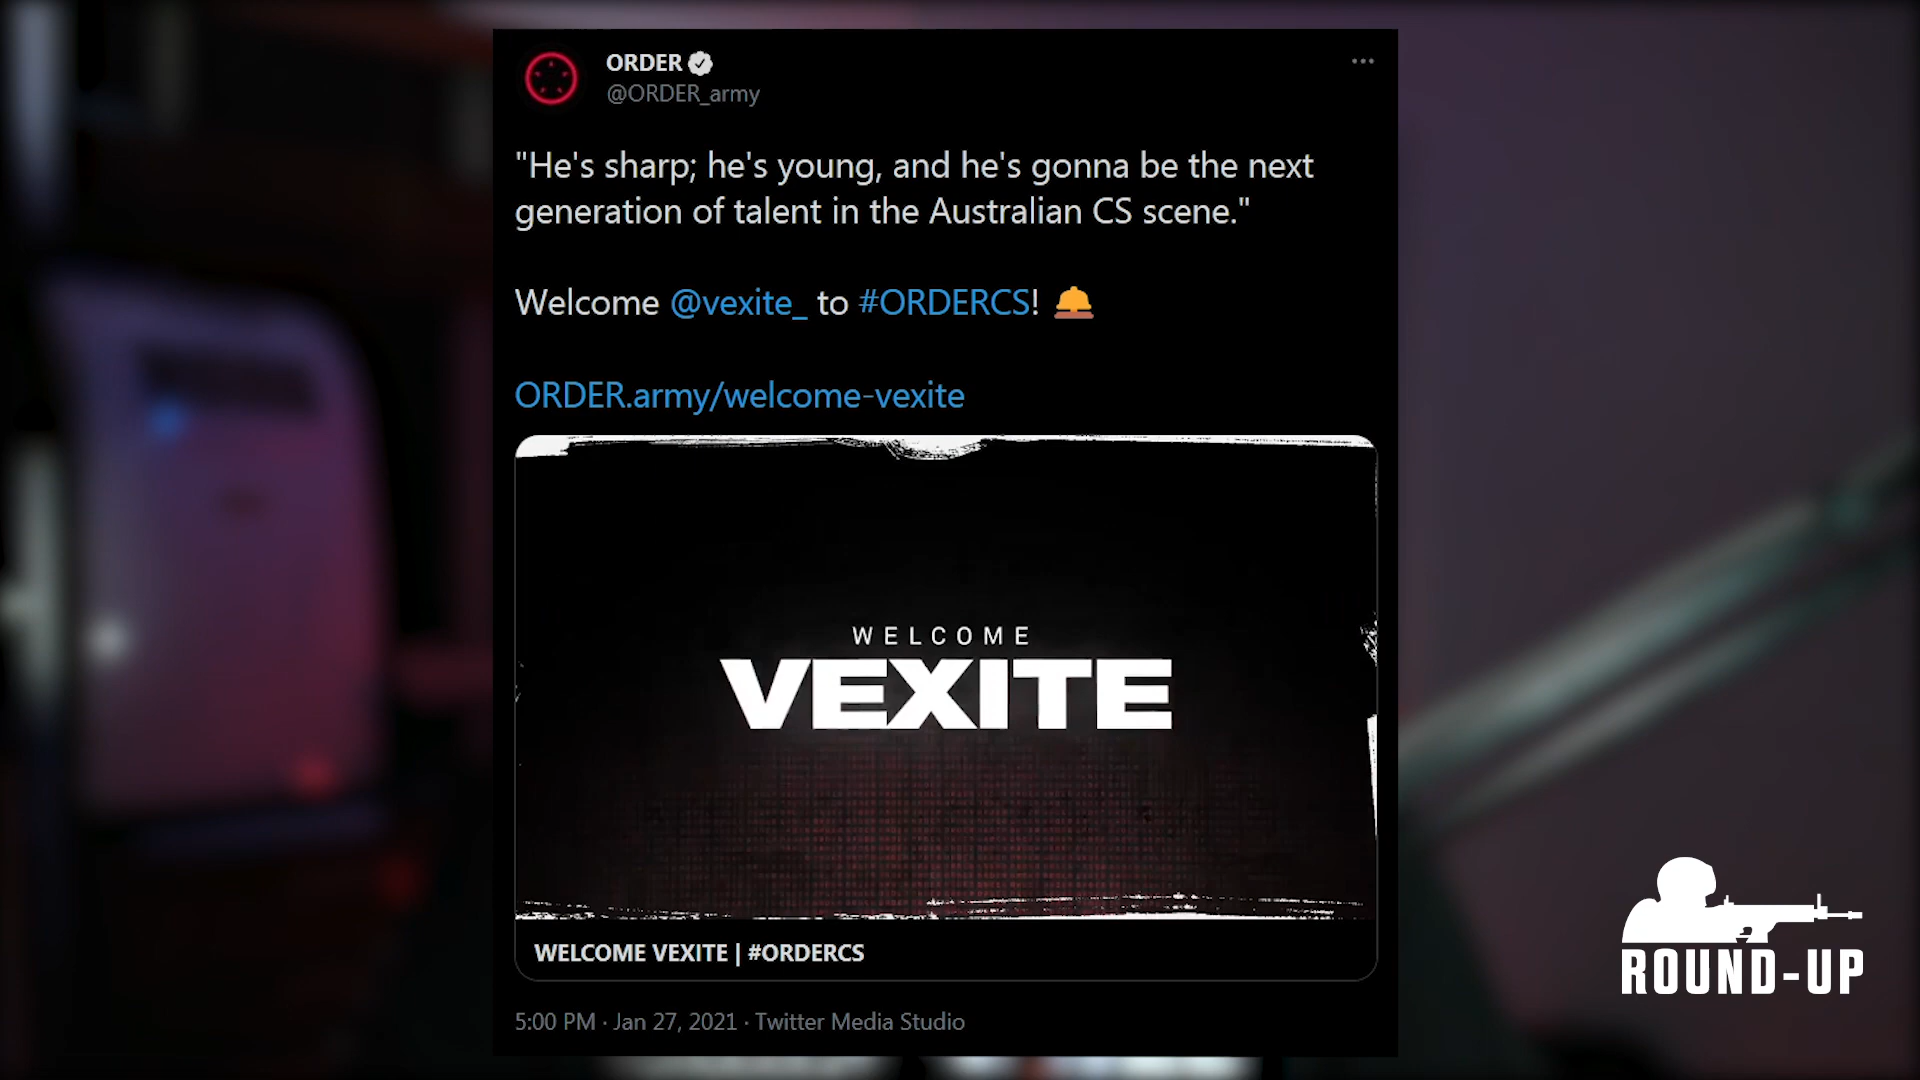 ORDER
@ORDER_army
"He's sharp; he's young, and he's gonna be the next
generation of talent in the Australian CS scene."
Welcome @vexite_ to #ORDERCS! 🛎️
ORDER.army/welcome-vexite
WELCOME
VEXITE
WELCOME VEXITE | #ORDERCS
5:00 PM · Jan 27, 2021 · Twitter Media Studio
ROUND-UP